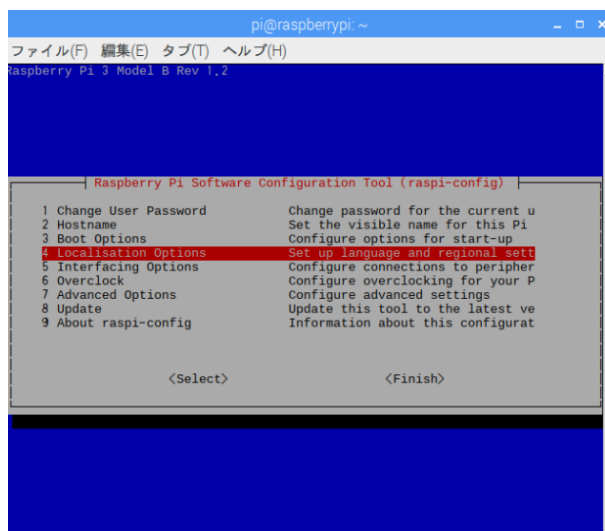 pi@raspberrypi: ~
ファイル(F) 編集(E) タブ(T) ヘルプ(H)
Raspberry Pi 3 Model B Rev 1.2
Raspberry Pi Software Configuration Tool (raspi-config)
1 Change User Password Change password for the current u
2 Hostname Set the visible name for this Pi
3 Boot Options Configure options for start-up
4 Localisation Options Set up language and regional sett
5 Interfacing Options Configure connections to peripher
6 Overclock Configure overclocking for your P
7 Advanced Options Configure advanced settings
8 Update Update this tool to the latest ve
9 About raspi-config Information about this configurat
<Select> <Finish>